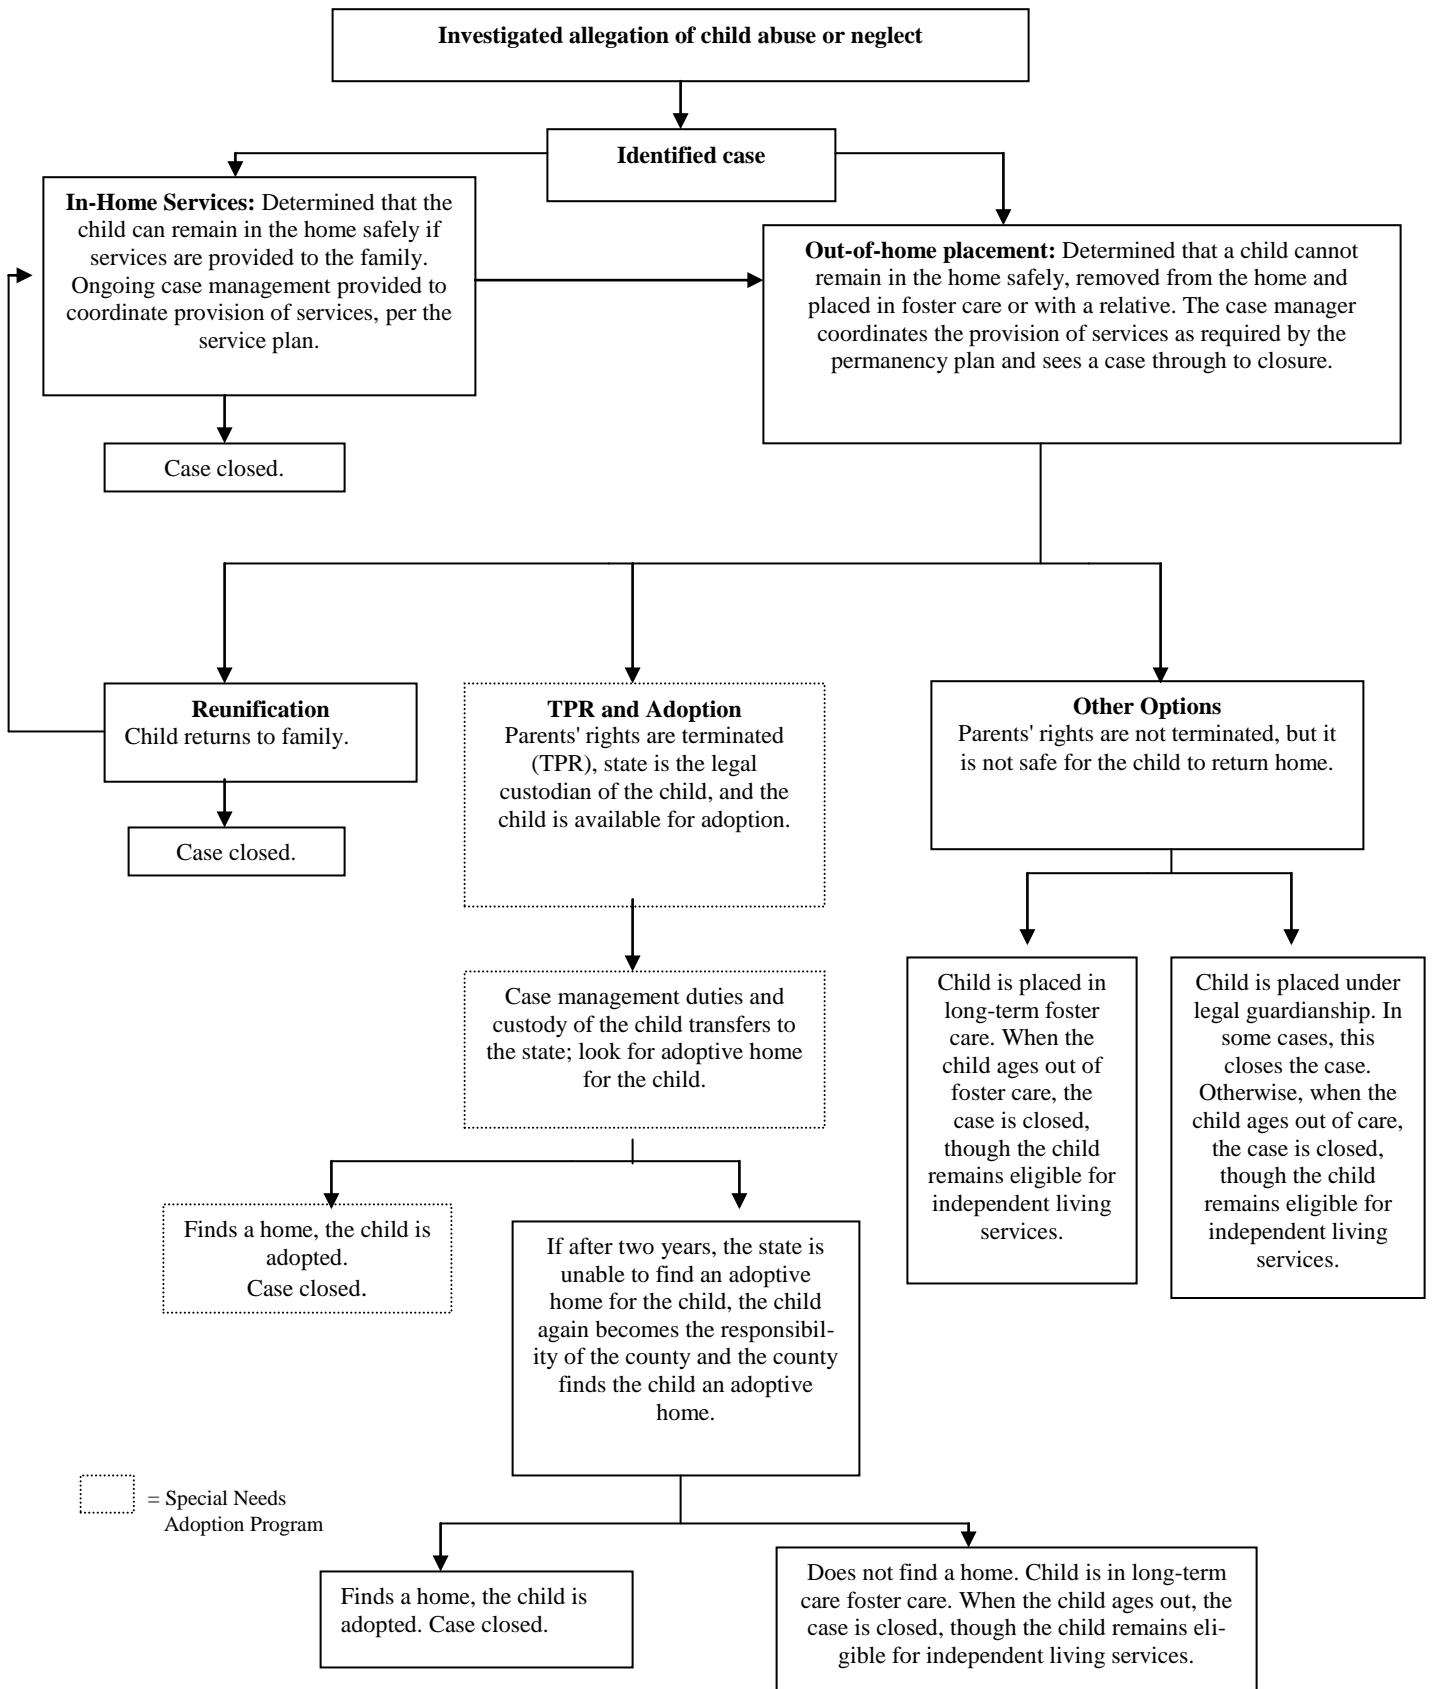 Investigated allegation of child abuse or neglect
Identified case
In-Home Services: Determined that the
child can remain in the home safely if
services are provided to the family.
Ongoing case management provided to
coordinate provision of services, per the
service plan.
Out-of-home placement: Determined that a child cannot
remain in the home safely, removed from the home and
placed in foster care or with a relative. The case manager
coordinates the provision of services as required by the
permanency plan and sees a case through to closure.
Case closed.
Reunification
Child returns to family.
Case closed.
TPR and Adoption
Parents' rights are terminated
(TPR), state is the legal
custodian of the child, and the
child is available for adoption.
Other Options
Parents' rights are not terminated, but it
is not safe for the child to return home.
Case management duties and
custody of the child transfers to
the state; look for adoptive home
for the child.
Child is placed in
long-term foster
care. When the
child ages out of
foster care, the
case is closed,
though the child
remains eligible for
independent living
services.
Child is placed under
legal guardianship. In
some cases, this
closes the case.
Otherwise, when the
child ages out of care,
the case is closed,
though the child
remains eligible for
independent living
services.
Finds a home, the child is
adopted.
Case closed.
If after two years, the state is
unable to find an adoptive
home for the child, the child
again becomes the responsibil-
ity of the county and the county
finds the child an adoptive
home.
= Special Needs
Adoption Program
Finds a home, the child is
adopted. Case closed.
Does not find a home. Child is in long-term
care foster care. When the child ages out, the
case is closed, though the child remains eli-
gible for independent living services.